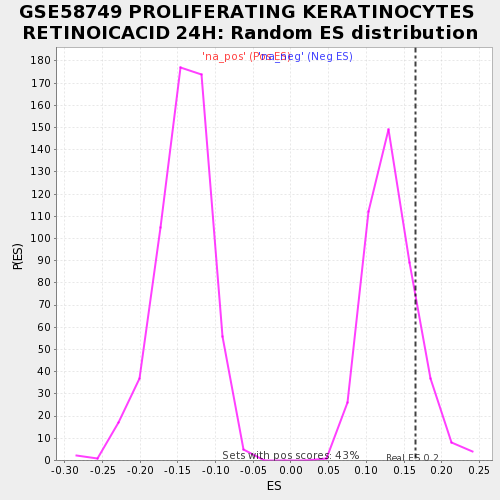 GSE58749 PROLIFERATING KERATINOCYTES
RETINOICACID 24H: Random ES distribution
'na_pos' (Pos ES) 'na_neg' (Neg ES)
180
170
160
150
140
130
120
110
100
90
80
70
60
50
40
30
20
10
0
P(ES)
Sets with pos scores: 43%
Real ES 0.2
-0.30 -0.25 -0.20 -0.15 -0.10 -0.05 0.00 0.05 0.10 0.15 0.20 0.25
ES